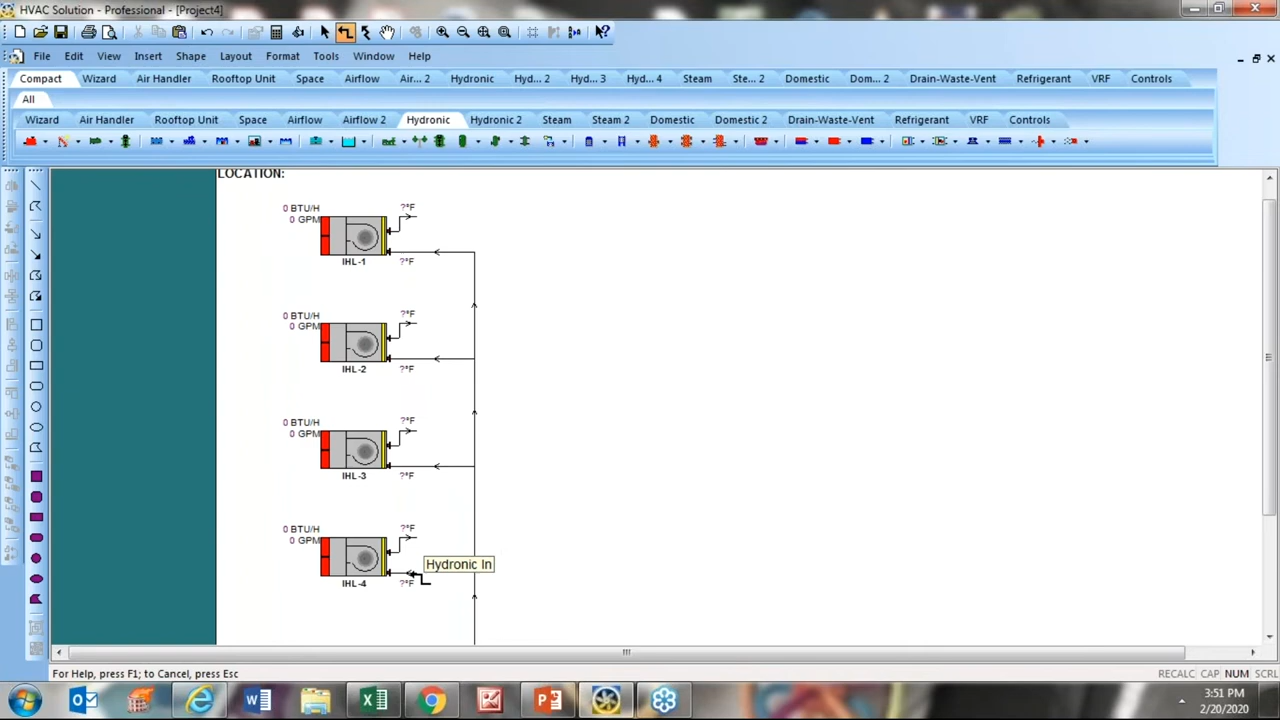 HVAC Solution - Professional - [Project4]
File Edit View Insert Shape Layout Format Tools Window Help
Compact Wizard Air Handler Rooftop Unit Space Airflow Air... 2 Hydronic Hyd... 2 Hyd... 3 Hyd... 4 Steam Ste... 2 Domestic Dom... 2 Drain-Waste-Vent Refrigerant VRF Controls
All
Wizard Air Handler Rooftop Unit Space Airflow Airflow 2 Hydronic Hydronic 2 Steam Steam 2 Domestic Domestic 2 Drain-Waste-Vent Refrigerant VRF Controls
LOCATION:
0 BTU/H ?°F
0 GPM
IHL-1 ?°F
0 BTU/H ?°F
0 GPM
IHL-2 ?°F
0 BTU/H ?°F
0 GPM
IHL-3 ?°F
0 BTU/H ?°F
0 GPM
Hydronic In
IHL-4 ?°F
For Help, press F1; to Cancel, press Esc RECALC CAP NUM SCRL
3:51 PM
2/20/2020